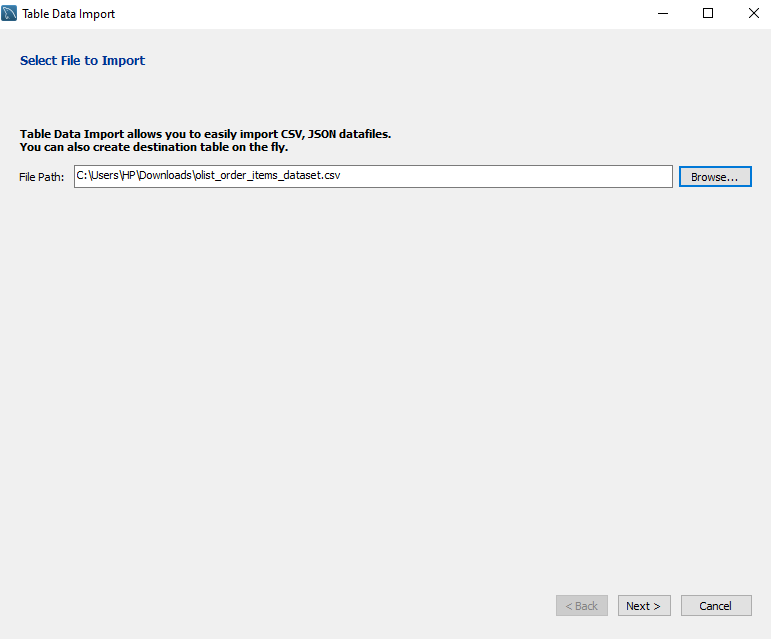 Table Data Import
Select File to Import
Table Data Import allows you to easily import CSV, JSON datafiles.
You can also create destination table on the fly.
File Path: C:\Users\HP\Downloads\olist_order_items_dataset.csv Browse...
< Back Next > Cancel